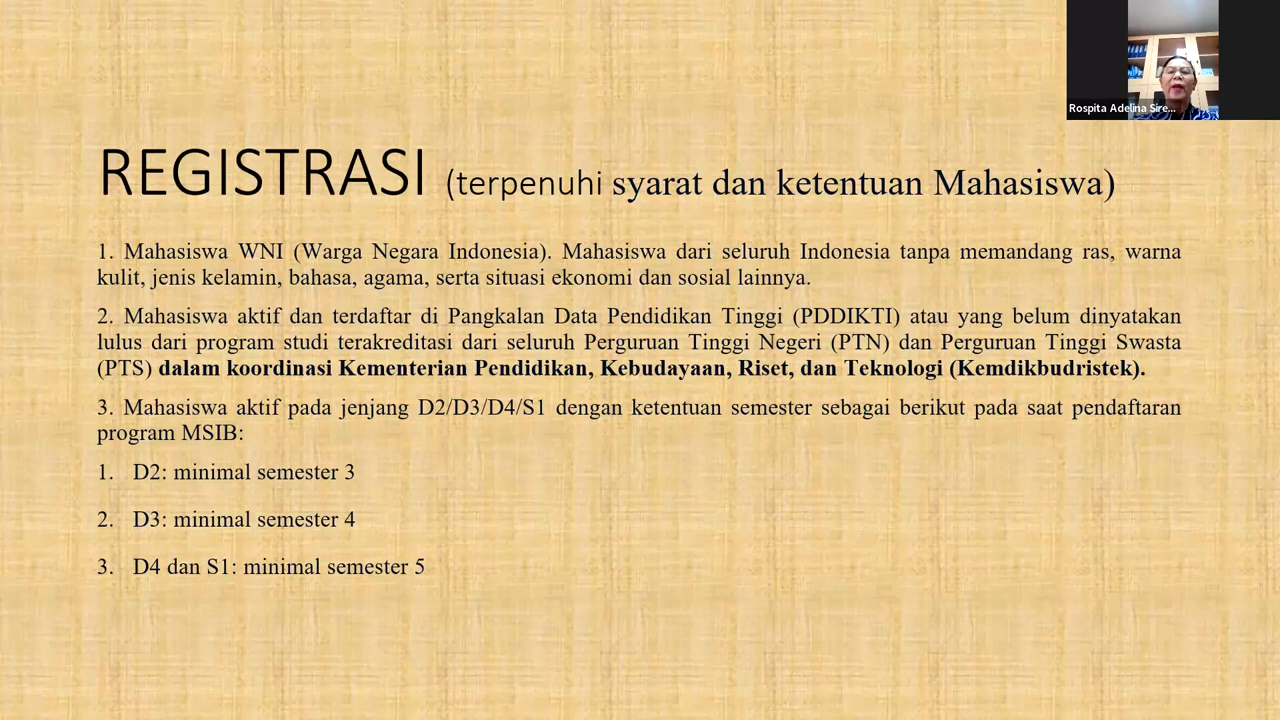 Rospita Adelina Sire...
REGISTRASI (terpenuhi syarat dan ketentuan Mahasiswa)
1. Mahasiswa WNI (Warga Negara Indonesia). Mahasiswa dari seluruh Indonesia tanpa memandang ras, warna
kulit, jenis kelamin, bahasa, agama, serta situasi ekonomi dan sosial lainnya.
2. Mahasiswa aktif dan terdaftar di Pangkalan Data Pendidikan Tinggi (PDDIKTI) atau yang belum dinyatakan
lulus dari program studi terakreditasi dari seluruh Perguruan Tinggi Negeri (PTN) dan Perguruan Tinggi Swasta
(PTS) dalam koordinasi Kementerian Pendidikan, Kebudayaan, Riset, dan Teknologi (Kemdikbudristek).
3. Mahasiswa aktif pada jenjang D2/D3/D4/S1 dengan ketentuan semester sebagai berikut pada saat pendaftaran
program MSIB:
1. D2: minimal semester 3
2. D3: minimal semester 4
3. D4 dan S1: minimal semester 5